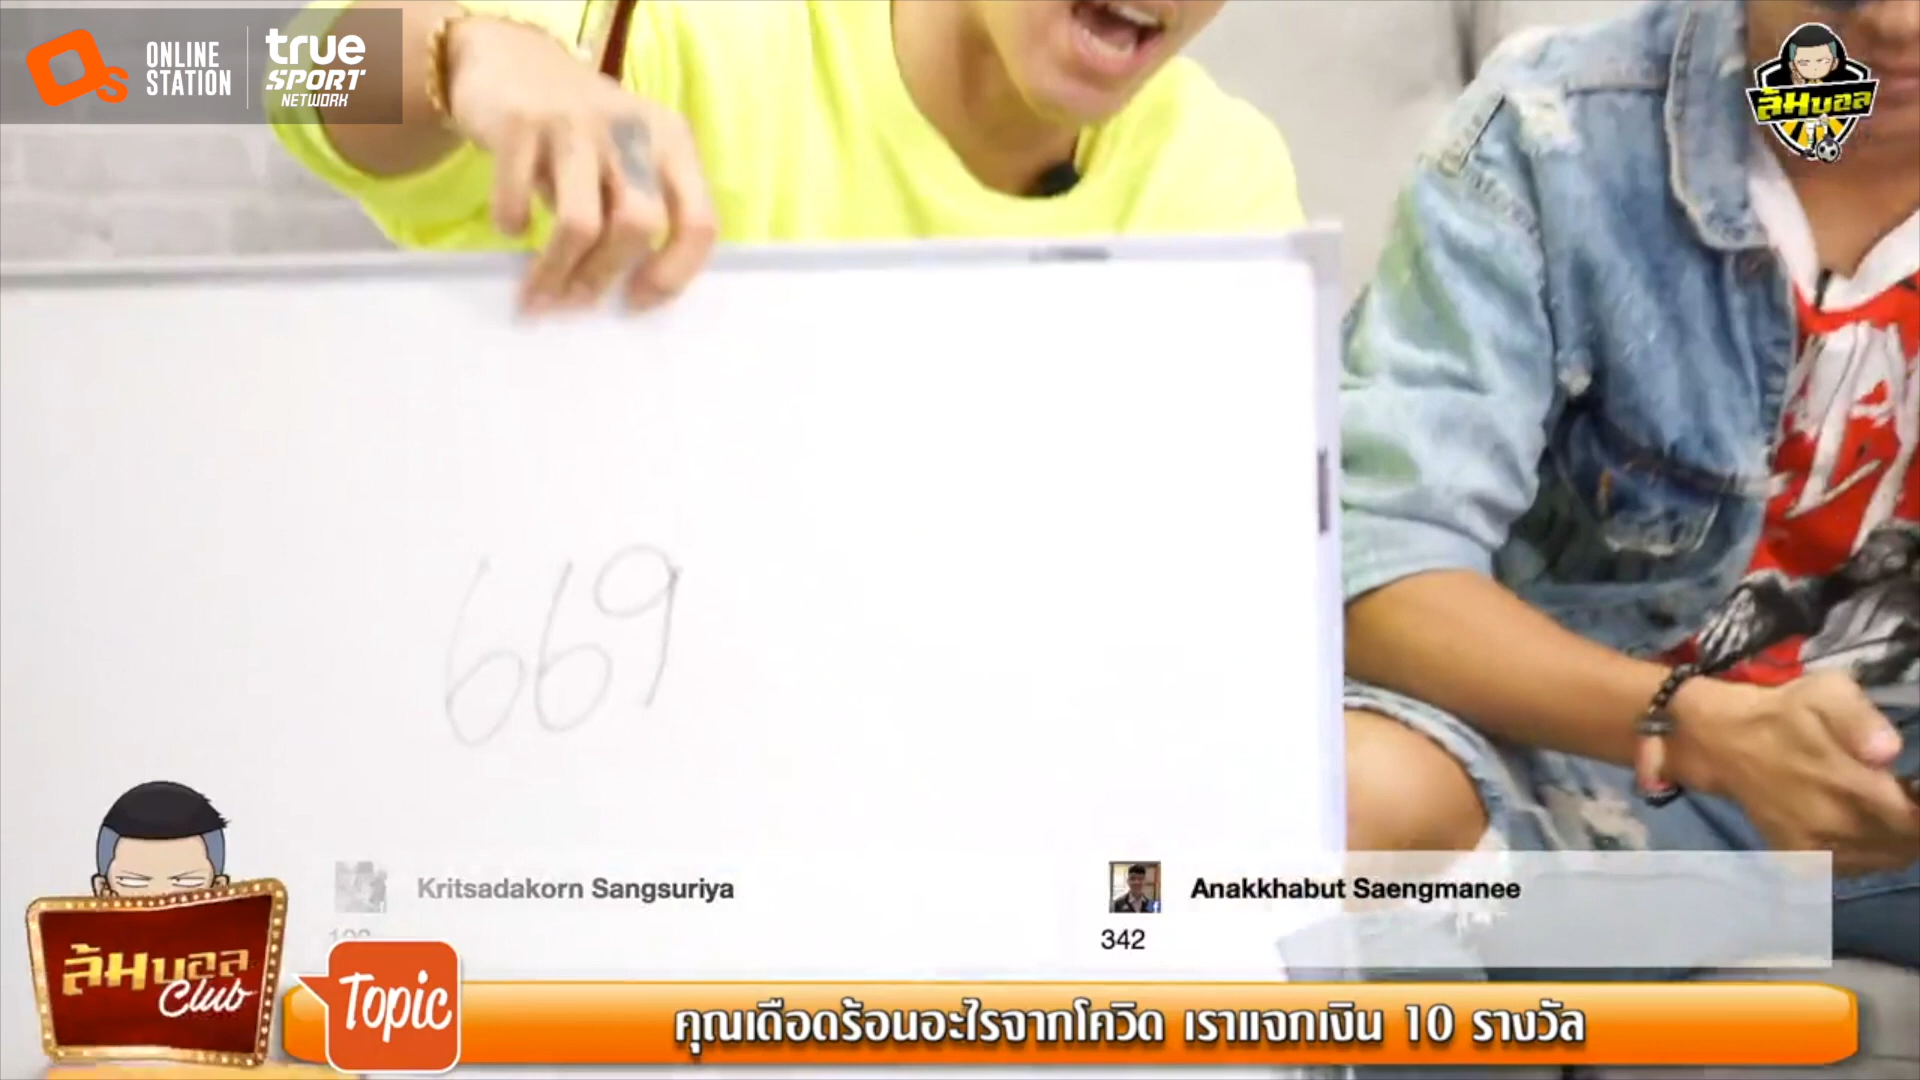 ONLINE
STATION
true
SPORT
NETWORK
ล้มบอล
669
Kritsadakorn Sangsuriya
Anakkhabut Saengmanee
342
ล้มบอล
Club
Topic
คุณเดือดร้อนอะไรจากโควิด เราแจกเงิน 10 รางวัล